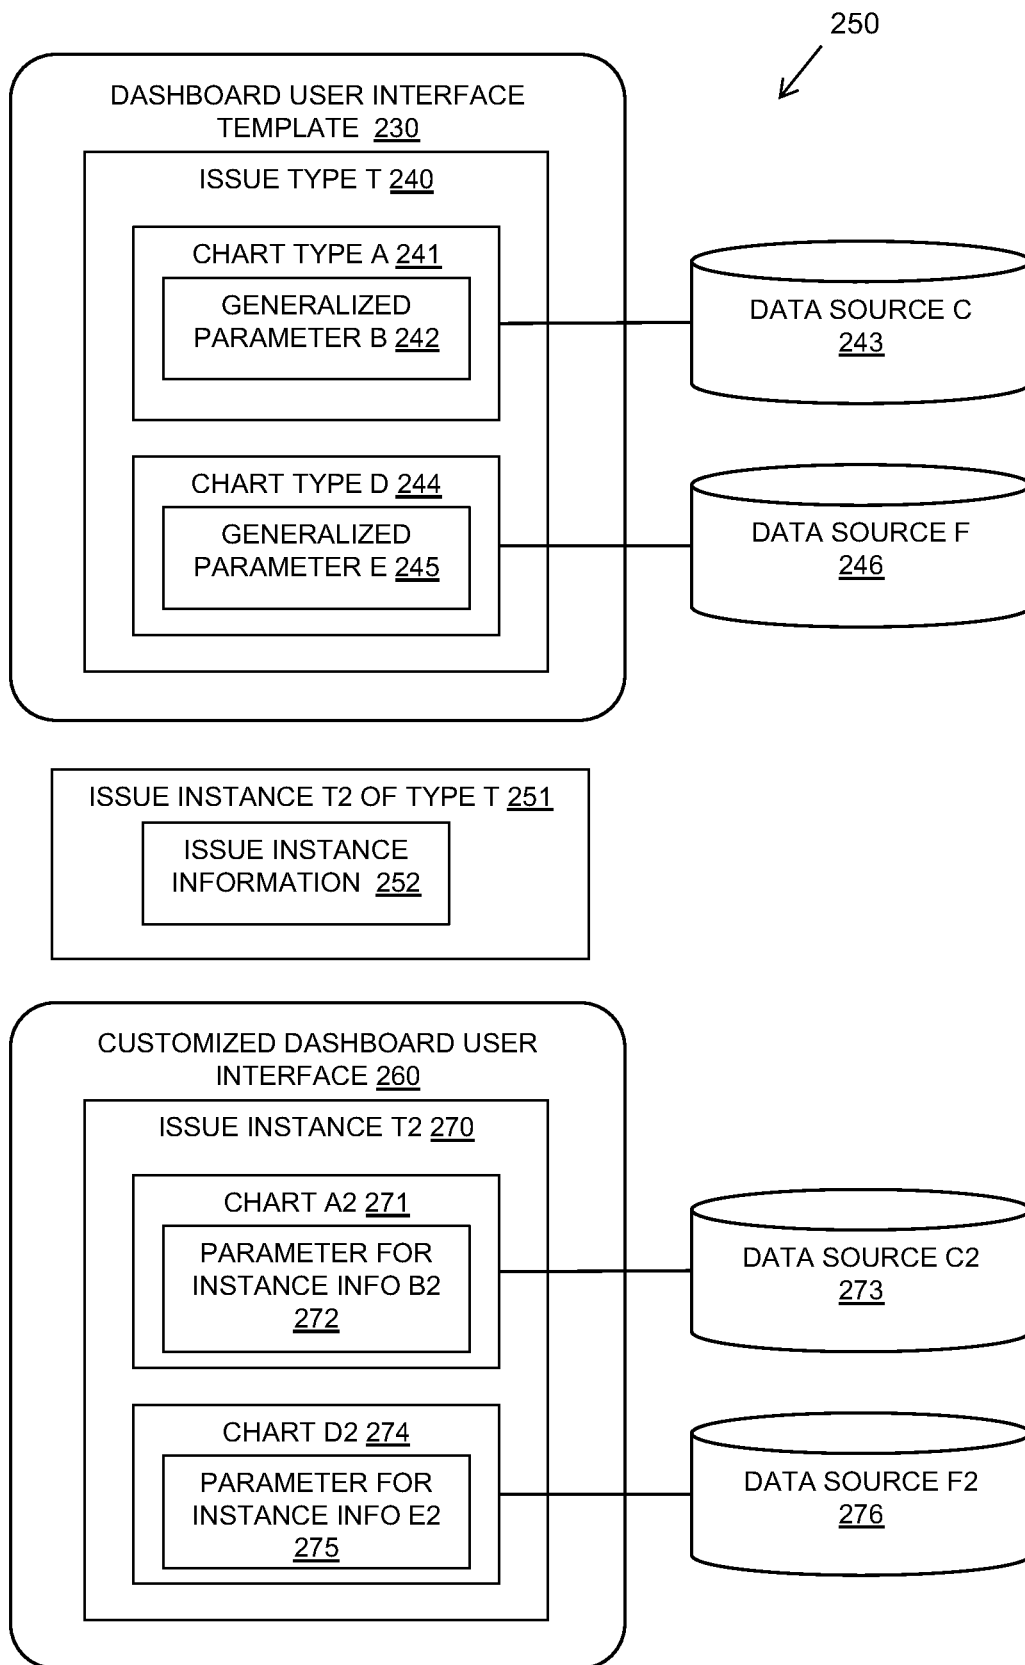 250
DASHBOARD USER INTERFACE
TEMPLATE 230
ISSUE TYPE T 240
CHART TYPE A 241
GENERALIZED
PARAMETER B 242
DATA SOURCE C
243
CHART TYPE D 244
GENERALIZED
PARAMETER E 245
DATA SOURCE F
246
ISSUE INSTANCE T2 OF TYPE T 251
ISSUE INSTANCE
INFORMATION 252
CUSTOMIZED DASHBOARD USER
INTERFACE 260
ISSUE INSTANCE T2 270
CHART A2 271
PARAMETER FOR
INSTANCE INFO B2
272
DATA SOURCE C2
273
CHART D2 274
PARAMETER FOR
INSTANCE INFO E2
275
DATA SOURCE F2
276